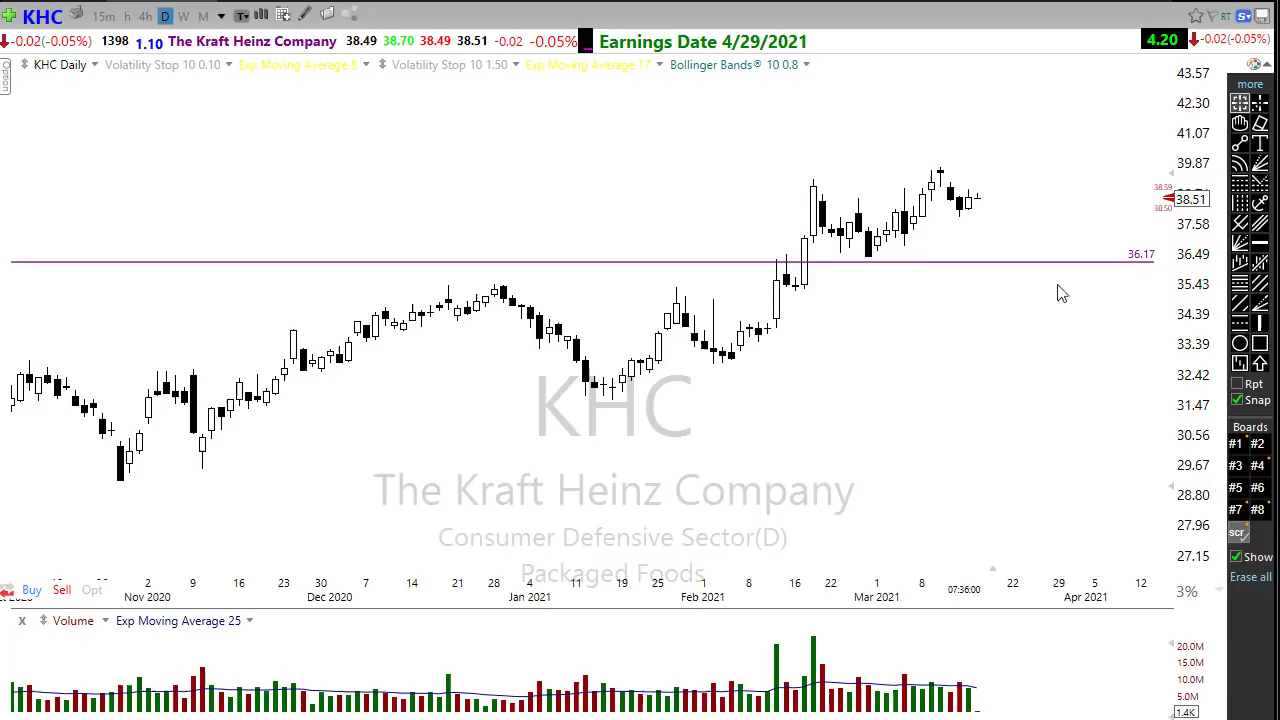 KHC 15m h 4h D W M T RT S
-0.02(-0.05%) 1398 1.10 The Kraft Heinz Company 38.49 38.70 38.49 38.51 -0.02 -0.05% Earnings Date 4/29/2021 4.20 -0.02(-0.05%)
KHC Daily Volatility Stop 10 0.10 Exp Moving Average 8 Volatility Stop 10 1.50 Exp Moving Average 17 Bollinger Bands® 10 0.8
Option
43.57
more
42.30
41.07
39.87
38.59
38.51
38.50
37.58
36.17
36.49
35.43
34.39
33.39
32.42
31.47
30.56
29.67
28.80
27.96
27.15
KHC
The Kraft Heinz Company
Consumer Defensive Sector(D)
Packaged Foods
Rpt
Snap
Boards
#1 #2
#3 #4
#5 #6
#7 #8
scr
Show
Erase all
2 9 16 23 30 7 14 21 28 4 11 19 25 1 8 16 22 1 8 22 29 5 12
Buy Sell Opt
Nov 2020 Dec 2020 Jan 2021 Feb 2021 Mar 2021 07:36:00 Apr 2021
3%
X Volume Exp Moving Average 25
20.0M
15.0M
10.0M
5.0M
1.4K